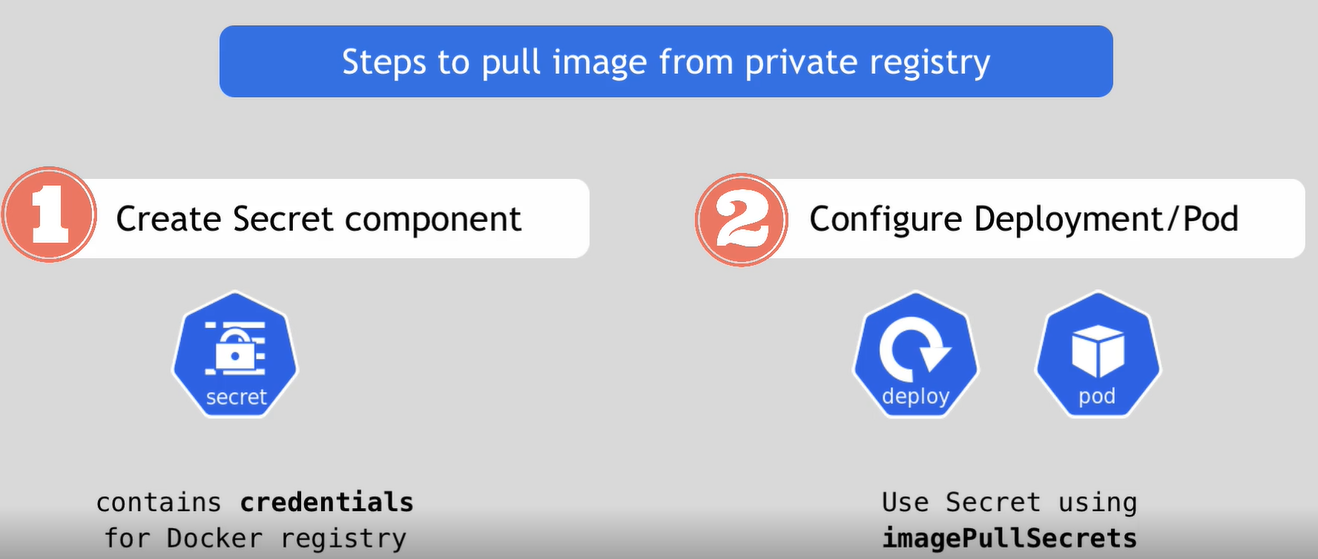 Steps to pull image from private registry
1 Create Secret component
2 Configure Deployment/Pod
secret
deploy
pod
contains credentials
for Docker registry
Use Secret using
imagePullSecrets